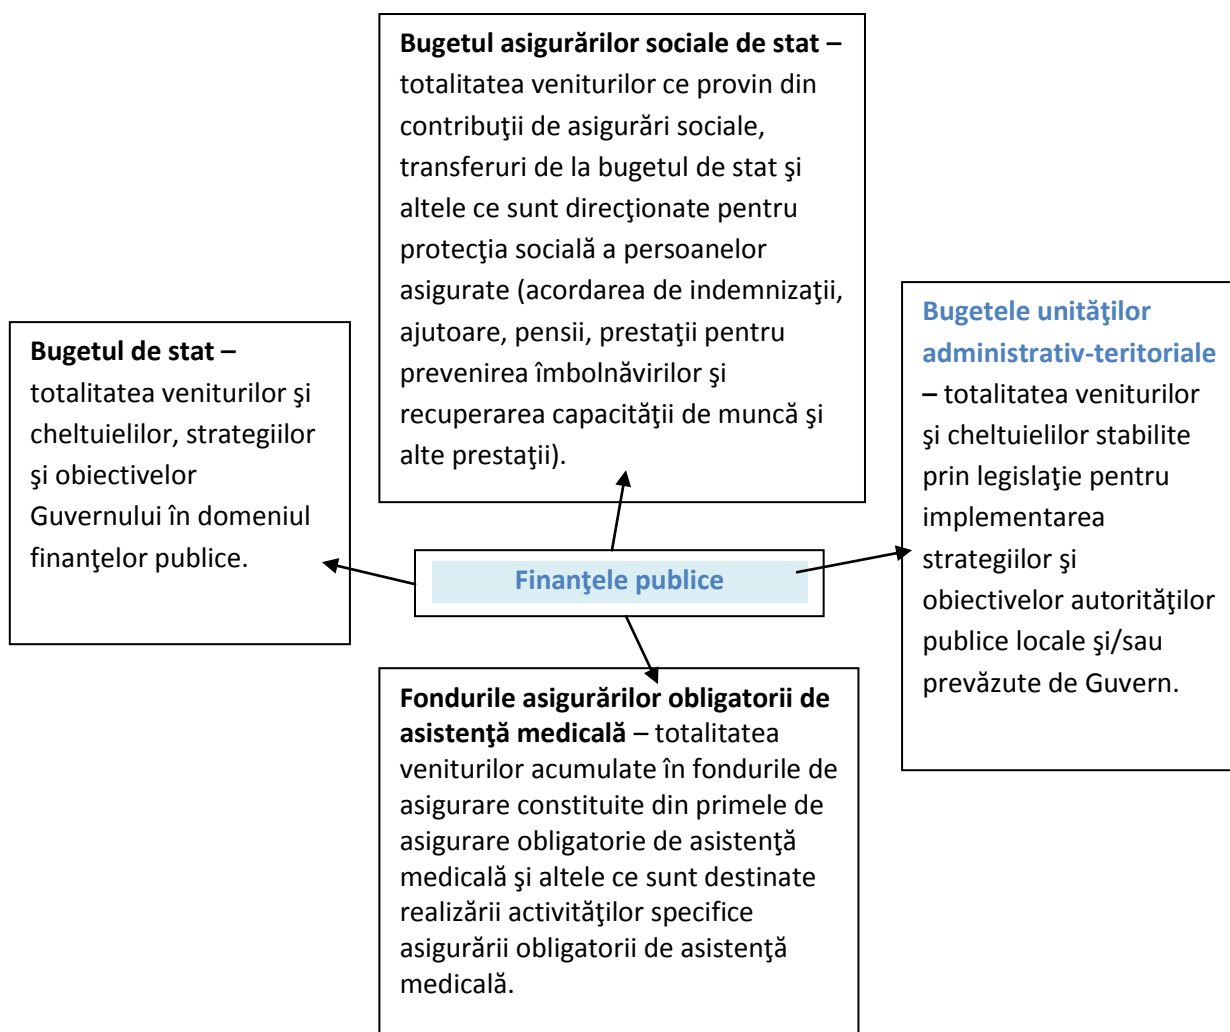 Bugetul asigurărilor sociale de stat –
totalitatea veniturilor ce provin din
contribuţii de asigurări sociale,
transferuri de la bugetul de stat şi
altele ce sunt direcţionate pentru
protecţia socială a persoanelor
asigurate (acordarea de indemnizaţii,
ajutoare, pensii, prestaţii pentru
prevenirea îmbolnăvirilor şi
recuperarea capacităţii de muncă şi
alte prestaţii).
Bugetul de stat –
totalitatea veniturilor şi
cheltuielilor, strategiilor
şi obiectivelor
Guvernului în domeniul
finanţelor publice.
Finanţele publice
Bugetele unităţilor
administrativ-teritoriale
– totalitatea veniturilor
şi cheltuielilor stabilite
prin legislaţie pentru
implementarea
strategiilor şi
obiectivelor autorităţilor
publice locale şi/sau
prevăzute de Guvern.
Fondurile asigurărilor obligatorii de
asistenţă medicală – totalitatea
veniturilor acumulate în fondurile de
asigurare constituite din primele de
asigurare obligatorie de asistenţă
medicală şi altele ce sunt destinate
realizării activităţilor specifice
asigurării obligatorii de asistenţă
medicală.